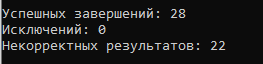 Успешных завершений: 28
Исключений: 0
Некорректных результатов: 22